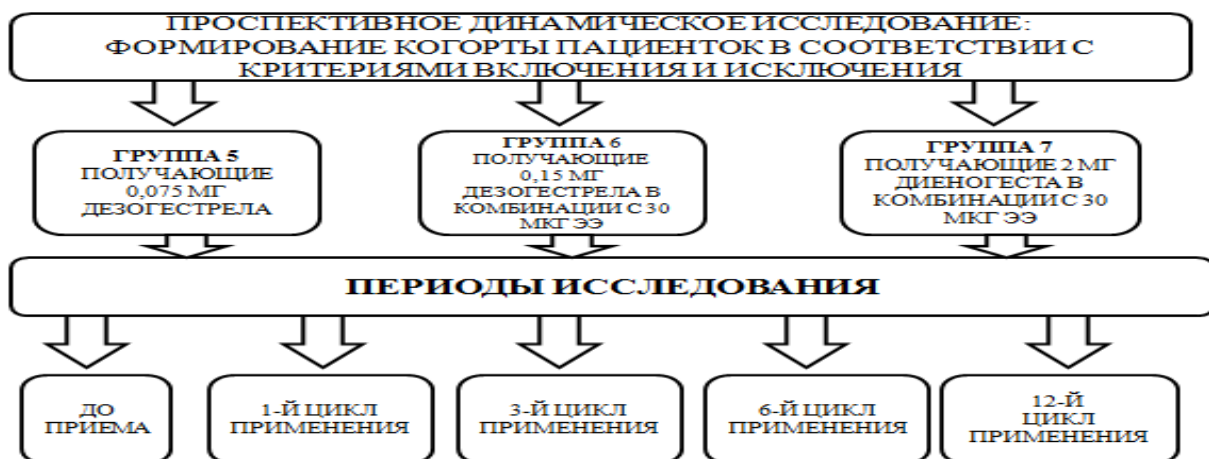 ПРОСПЕКТИВНОЕ ДИНАМИЧЕСКОЕ ИССЛЕДОВАНИЕ:
ФОРМИРОВАНИЕ КОГОРТЫ ПАЦИЕНТОК В СООТВЕТСТВИИ С
КРИТЕРИЯМИ ВКЛЮЧЕНИЯ И ИСКЛЮЧЕНИЯ
ГРУППА 5
ПОЛУЧАЮЩИЕ
0,075 МГ
ДЕЗОГЕСТРЕЛА
ГРУППА 6
ПОЛУЧАЮЩИЕ
0,15 МГ
ДЕЗОГЕСТРЕЛА В
КОМБИНАЦИИ С 30
МКГ ЭЭ
ГРУППА 7
ПОЛУЧАЮЩИЕ 2 МГ
ДИЕНОГЕСТА В
КОМБИНАЦИИ С 30
МКГ ЭЭ
ПЕРИОДЫ ИССЛЕДОВАНИЯ
ДО
ПРИЕМА
1-Й ЦИКЛ
ПРИМЕНЕНИЯ
3-Й ЦИКЛ
ПРИМЕНЕНИЯ
6-Й ЦИКЛ
ПРИМЕНЕНИЯ
12-Й
ЦИКЛ
ПРИМЕНЕНИЯ